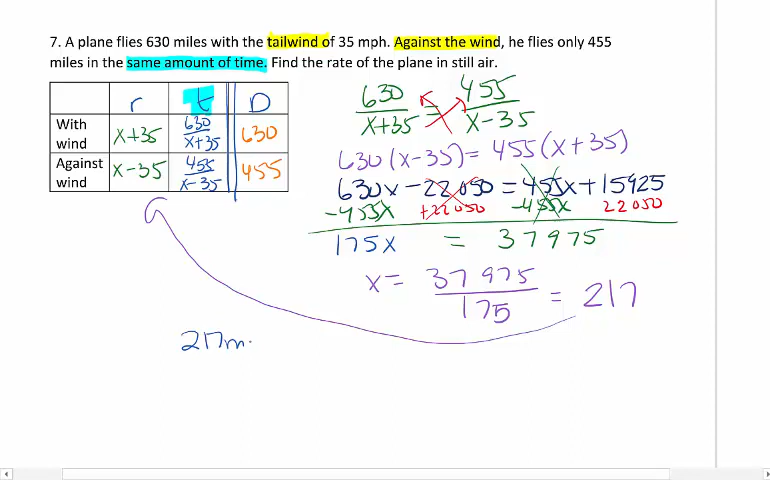 7. A plane flies 630 miles with the tailwind of 35 mph. Against the wind, he flies only 455
miles in the same amount of time. Find the rate of the plane in still air.
r t D
With wind x+35 630/x+35 630
Against wind x-35 455/x-35 455
630/x+35 = 455/x-35
630(x-35)= 455(x+35)
630x-22050=455x+15925
-455x +22050 -455x 22050
175x = 37975
x= 37975/175 = 217
217m.